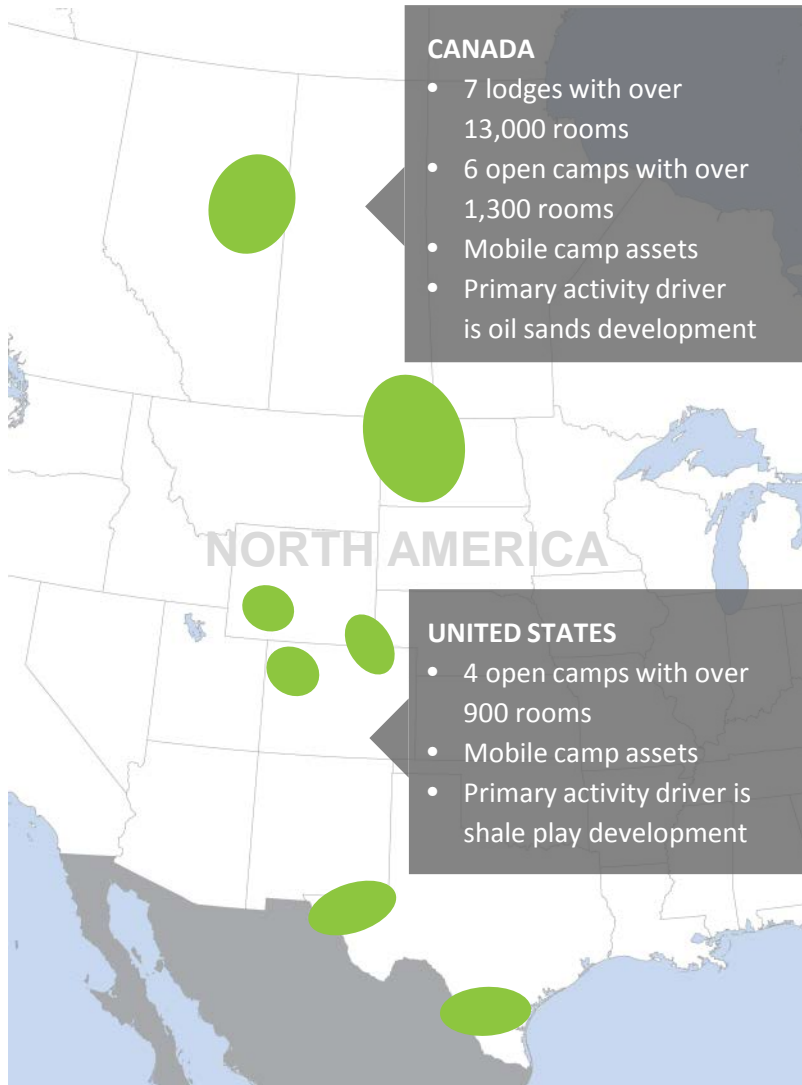 CANADA
• 7 lodges with over
13,000 rooms
• 6 open camps with over
1,300 rooms
• Mobile camp assets
• Primary activity driver
is oil sands development
NORTH AMERICA
UNITED STATES
• 4 open camps with over
900 rooms
• Mobile camp assets
• Primary activity driver is
shale play development